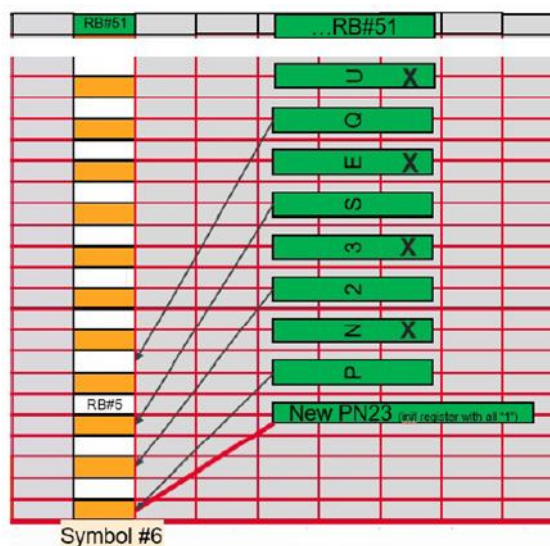 RB#51 ...RB#51
U X
Q
E X
S
3 X
2
N X
P
RB#5
New PN23 (init register with all "1")
Symbol #6